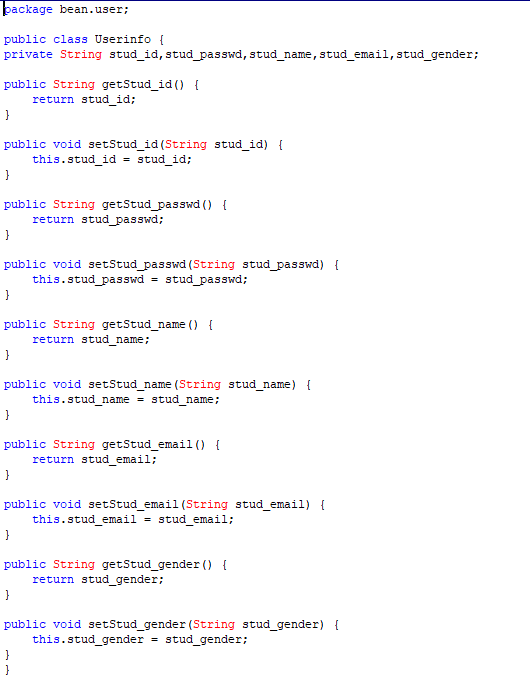 package bean.user;
public class Userinfo {
private String stud_id,stud_passwd,stud_name,stud_email,stud_gender;
public String getStud_id() {
return stud_id;
}
public void setStud_id(String stud_id) {
this.stud_id = stud_id;
}
public String getStud_passwd() {
return stud_passwd;
}
public void setStud_passwd(String stud_passwd) {
this.stud_passwd = stud_passwd;
}
public String getStud_name() {
return stud_name;
}
public void setStud_name(String stud_name) {
this.stud_name = stud_name;
}
public String getStud_email() {
return stud_email;
}
public void setStud_email(String stud_email) {
this.stud_email = stud_email;
}
public String getStud_gender() {
return stud_gender;
}
public void setStud_gender(String stud_gender) {
this.stud_gender = stud_gender;
}
}